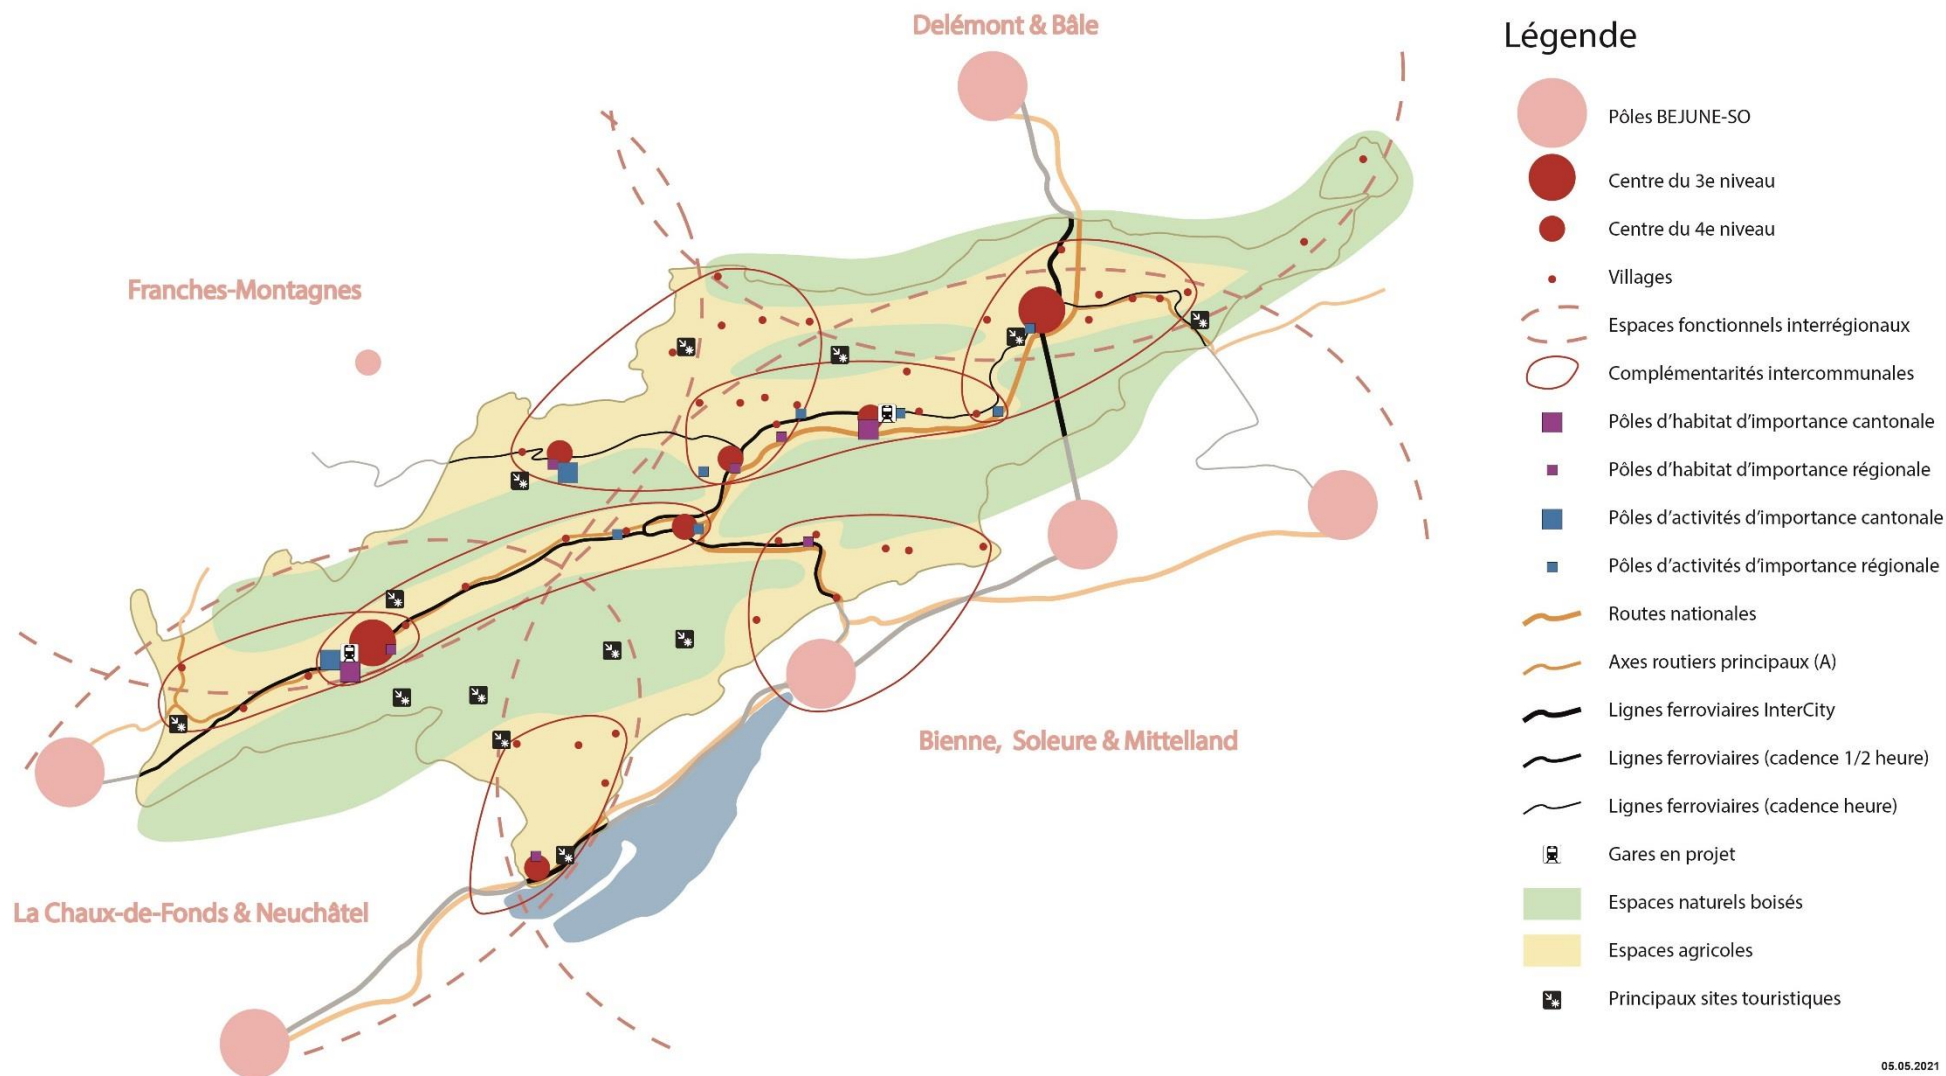 Delémont & Bâle
Franches-Montagnes
Bienne, Soleure & Mittelland
La Chaux-de-Fonds & Neuchâtel
Légende
Pôles BEJUNE-SO
Centre du 3e niveau
Centre du 4e niveau
Villages
Espaces fonctionnels interrégionaux
Complémentarités intercommunales
Pôles d'habitat d'importance cantonale
Pôles d'habitat d'importance régionale
Pôles d'activités d'importance cantonale
Pôles d'activités d'importance régionale
Routes nationales
Axes routiers principaux (A)
Lignes ferroviaires InterCity
Lignes ferroviaires (cadence 1/2 heure)
Lignes ferroviaires (cadence heure)
Gares en projet
Espaces naturels boisés
Espaces agricoles
Principaux sites touristiques
05.05.2021